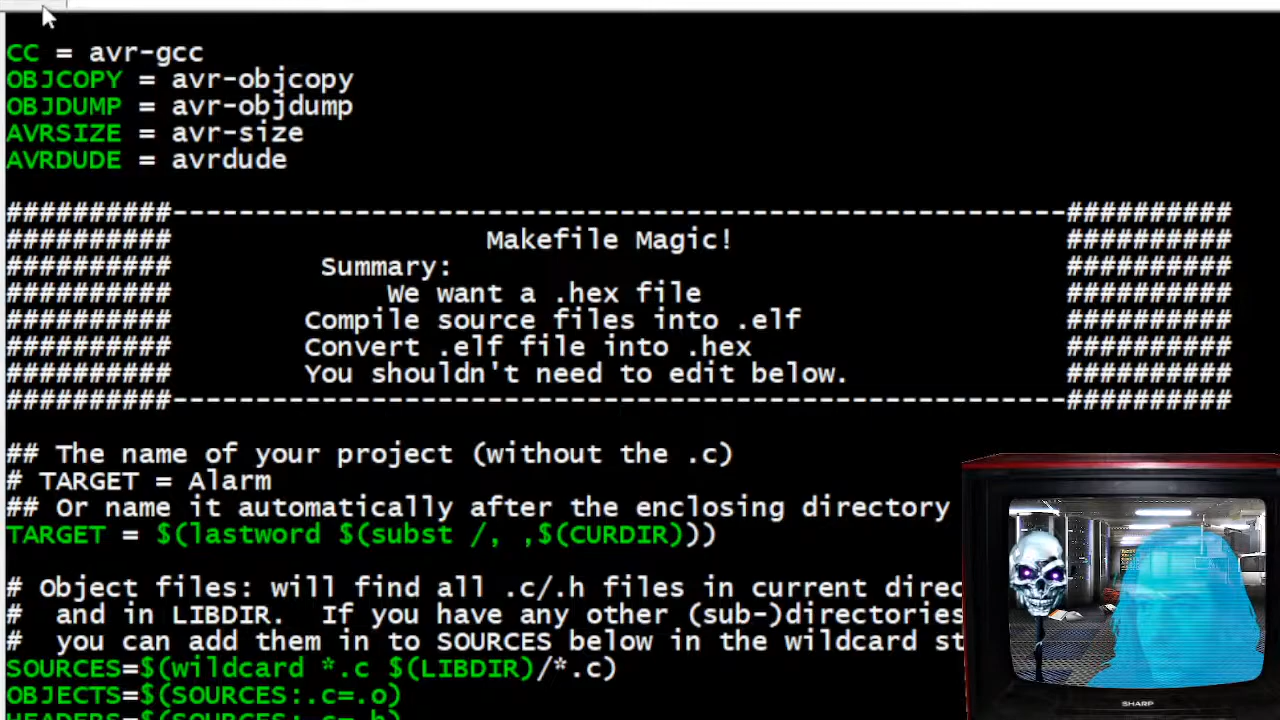 CC = avr-gcc
OBJCOPY = avr-objcopy
OBJDUMP = avr-objdump
AVRSIZE = avr-size
AVRDUDE = avrdude
##########------------------------------------------------------##########
########## Makefile Magic! ##########
########## Summary: ##########
########## We want a .hex file ##########
########## Compile source files into .elf ##########
########## Convert .elf file into .hex ##########
########## You shouldn't need to edit below. ##########
##########------------------------------------------------------##########
## The name of your project (without the .c)
# TARGET = Alarm
## Or name it automatically after the enclosing directory
TARGET = $(lastword $(subst /, ,$(CURDIR)))
# Object files: will find all .c/.h files in current direc
# and in LIBDIR. If you have any other (sub-)directories
# you can add them in to SOURCES below in the wildcard st
SOURCES=$(wildcard *.c $(LIBDIR)/*.c)
OBJECTS=$(SOURCES:.c=.o)
HEADERS=$(SOURCES:.c=.h)
SHARP